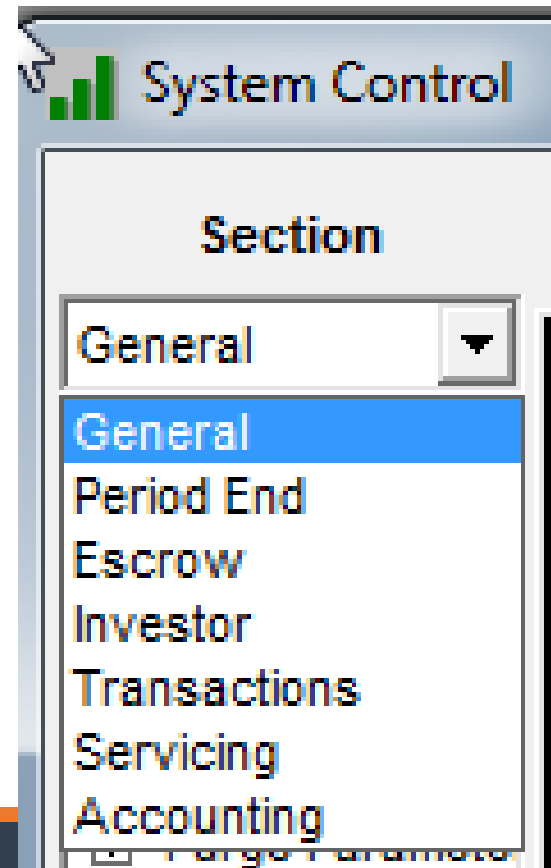 System Control
Section
General
General
Period End
Escrow
Investor
Transactions
Servicing
Accounting